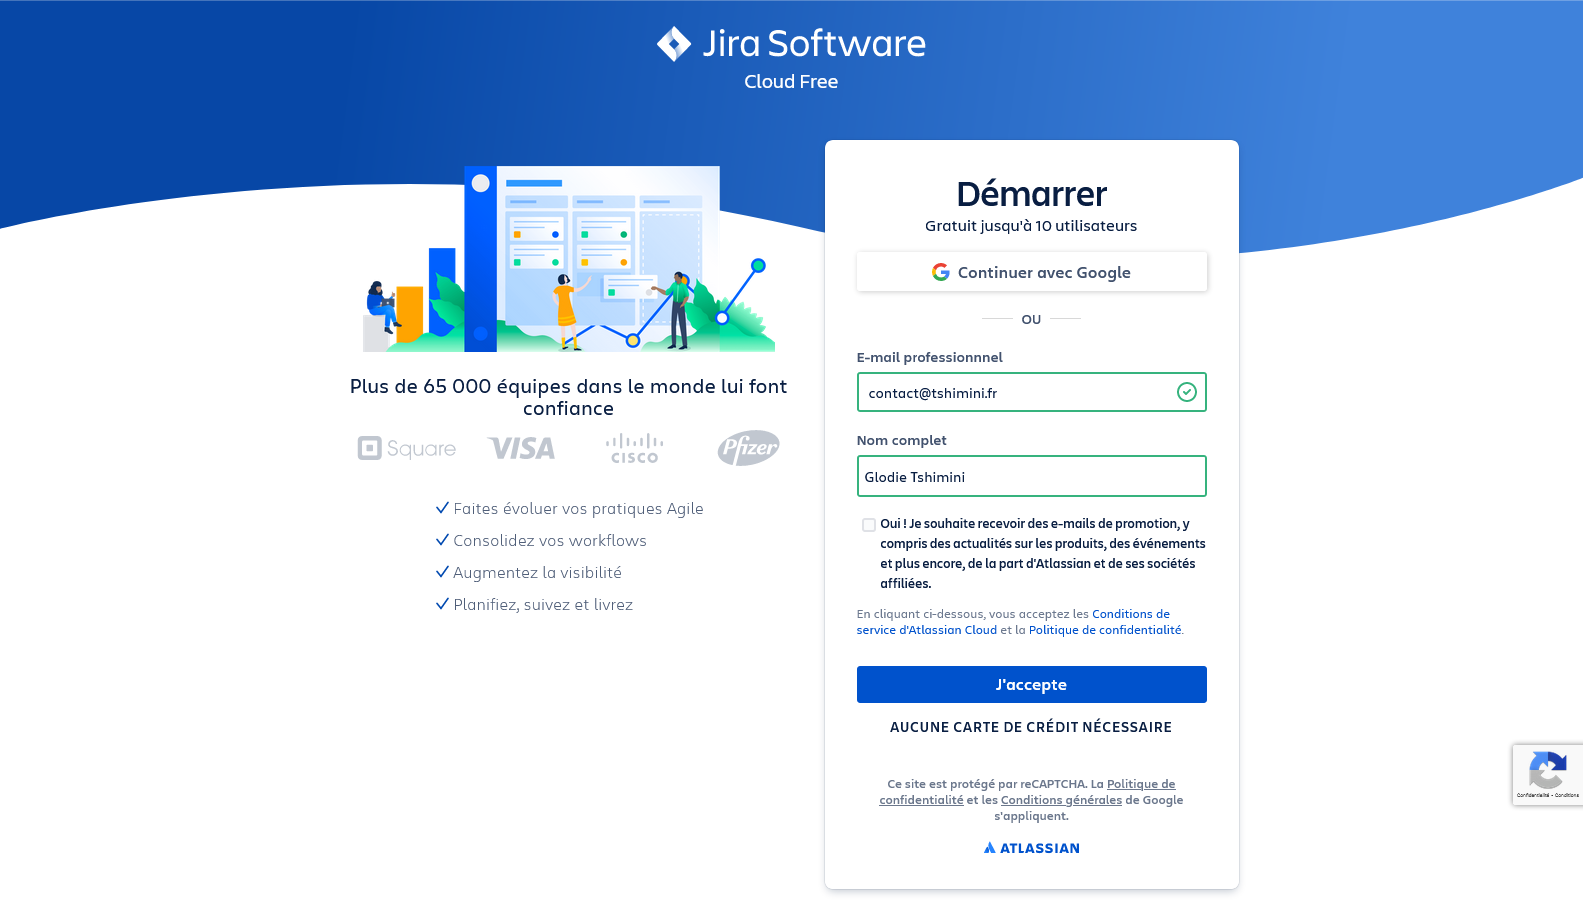 Jira Software
Cloud Free
Plus de 65 000 équipes dans le monde lui font
confiance
Square
VISA
CISCO
Pfizer
Faites évoluer vos pratiques Agile
Consolidez vos workflows
Augmentez la visibilité
Planifiez, suivez et livrez
Démarrer
Gratuit jusqu'à 10 utilisateurs
Continuer avec Google
OU
E-mail professionnnel
contact@tshimini.fr
Nom complet
Glodie Tshimini
Oui ! Je souhaite recevoir des e-mails de promotion, y
compris des actualités sur les produits, des événements
et plus encore, de la part d'Atlassian et de ses sociétés
affiliées.
En cliquant ci-dessous, vous acceptez les Conditions de
service d'Atlassian Cloud et la Politique de confidentialité.
J'accepte
AUCUNE CARTE DE CRÉDIT NÉCESSAIRE
Ce site est protégé par reCAPTCHA. La Politique de
confidentialité et les Conditions générales de Google
s'appliquent.
ATLASSIAN
Confidentialité - Conditions